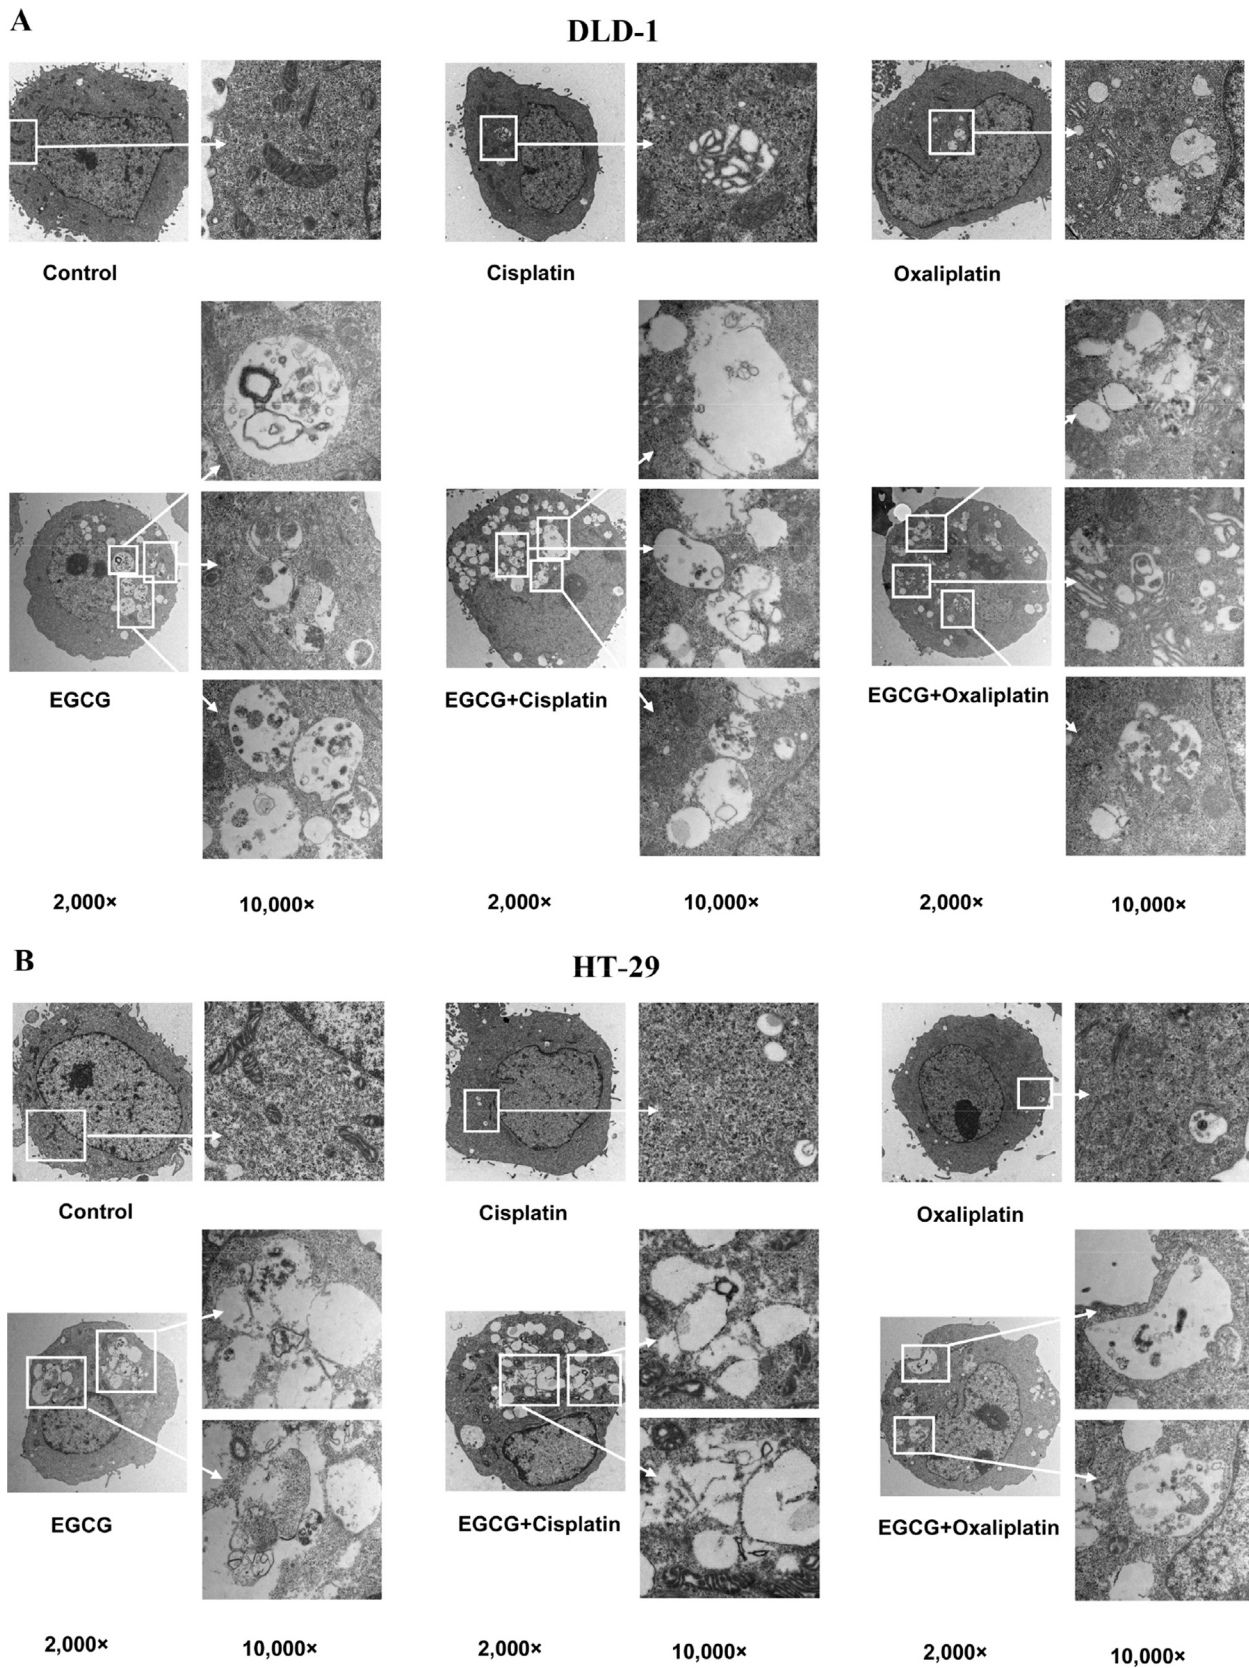 A
DLD-1
Control
Cisplatin
Oxaliplatin
EGCG
EGCG+Cisplatin
EGCG+Oxaliplatin
2,000×
10,000×
2,000×
10,000×
2,000×
10,000×
B
HT-29
Control
Cisplatin
Oxaliplatin
EGCG
EGCG+Cisplatin
EGCG+Oxaliplatin
2,000×
10,000×
2,000×
10,000×
2,000×
10,000×